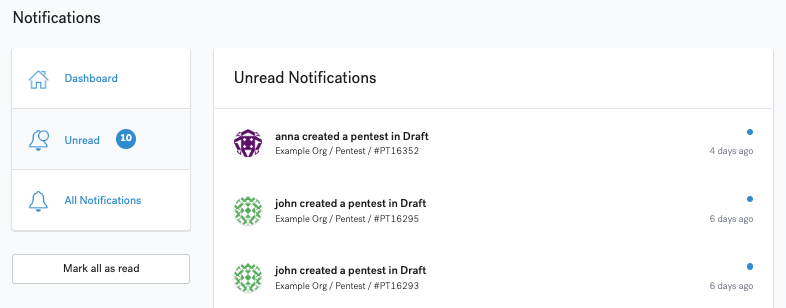 Notifications
Dashboard
Unread 10
All Notifications
Mark all as read
Unread Notifications
anna created a pentest in Draft
Example Org / Pentest / #PT16352
4 days ago
john created a pentest in Draft
Example Org / Pentest / #PT16295
6 days ago
john created a pentest in Draft
Example Org / Pentest / #PT16293
6 days ago